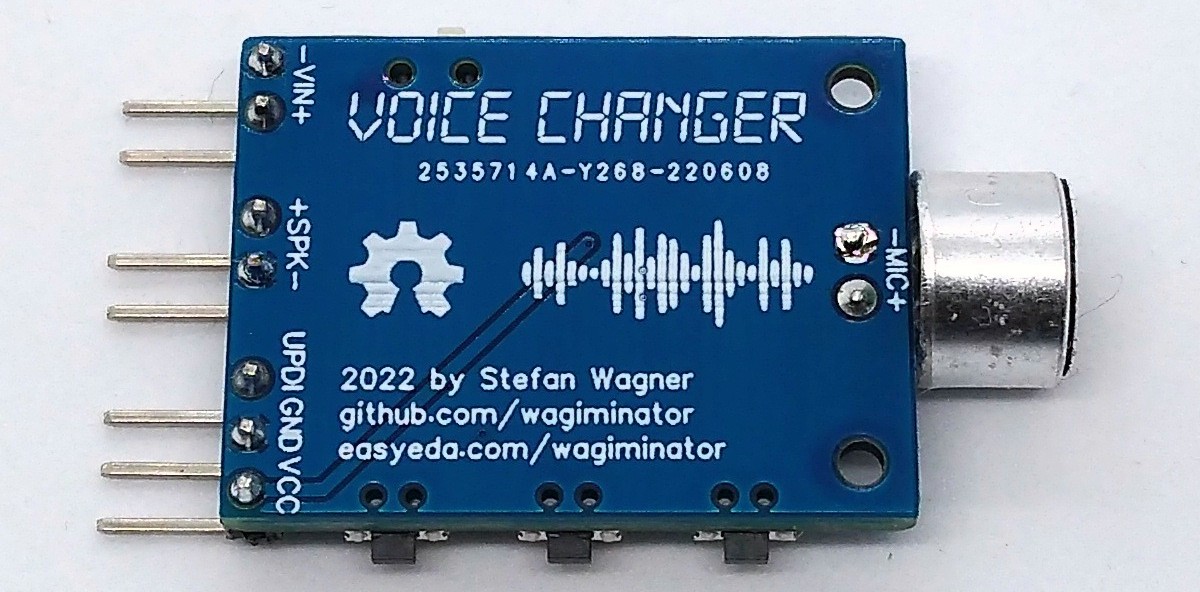 VOICE CHANGER
2535714A-Y268-220608
-VIN+
+SPK-
UPDI GND VCC
-MIC+
2022 by Stefan Wagner
github.com/wagiminator
easyeda.com/wagiminator